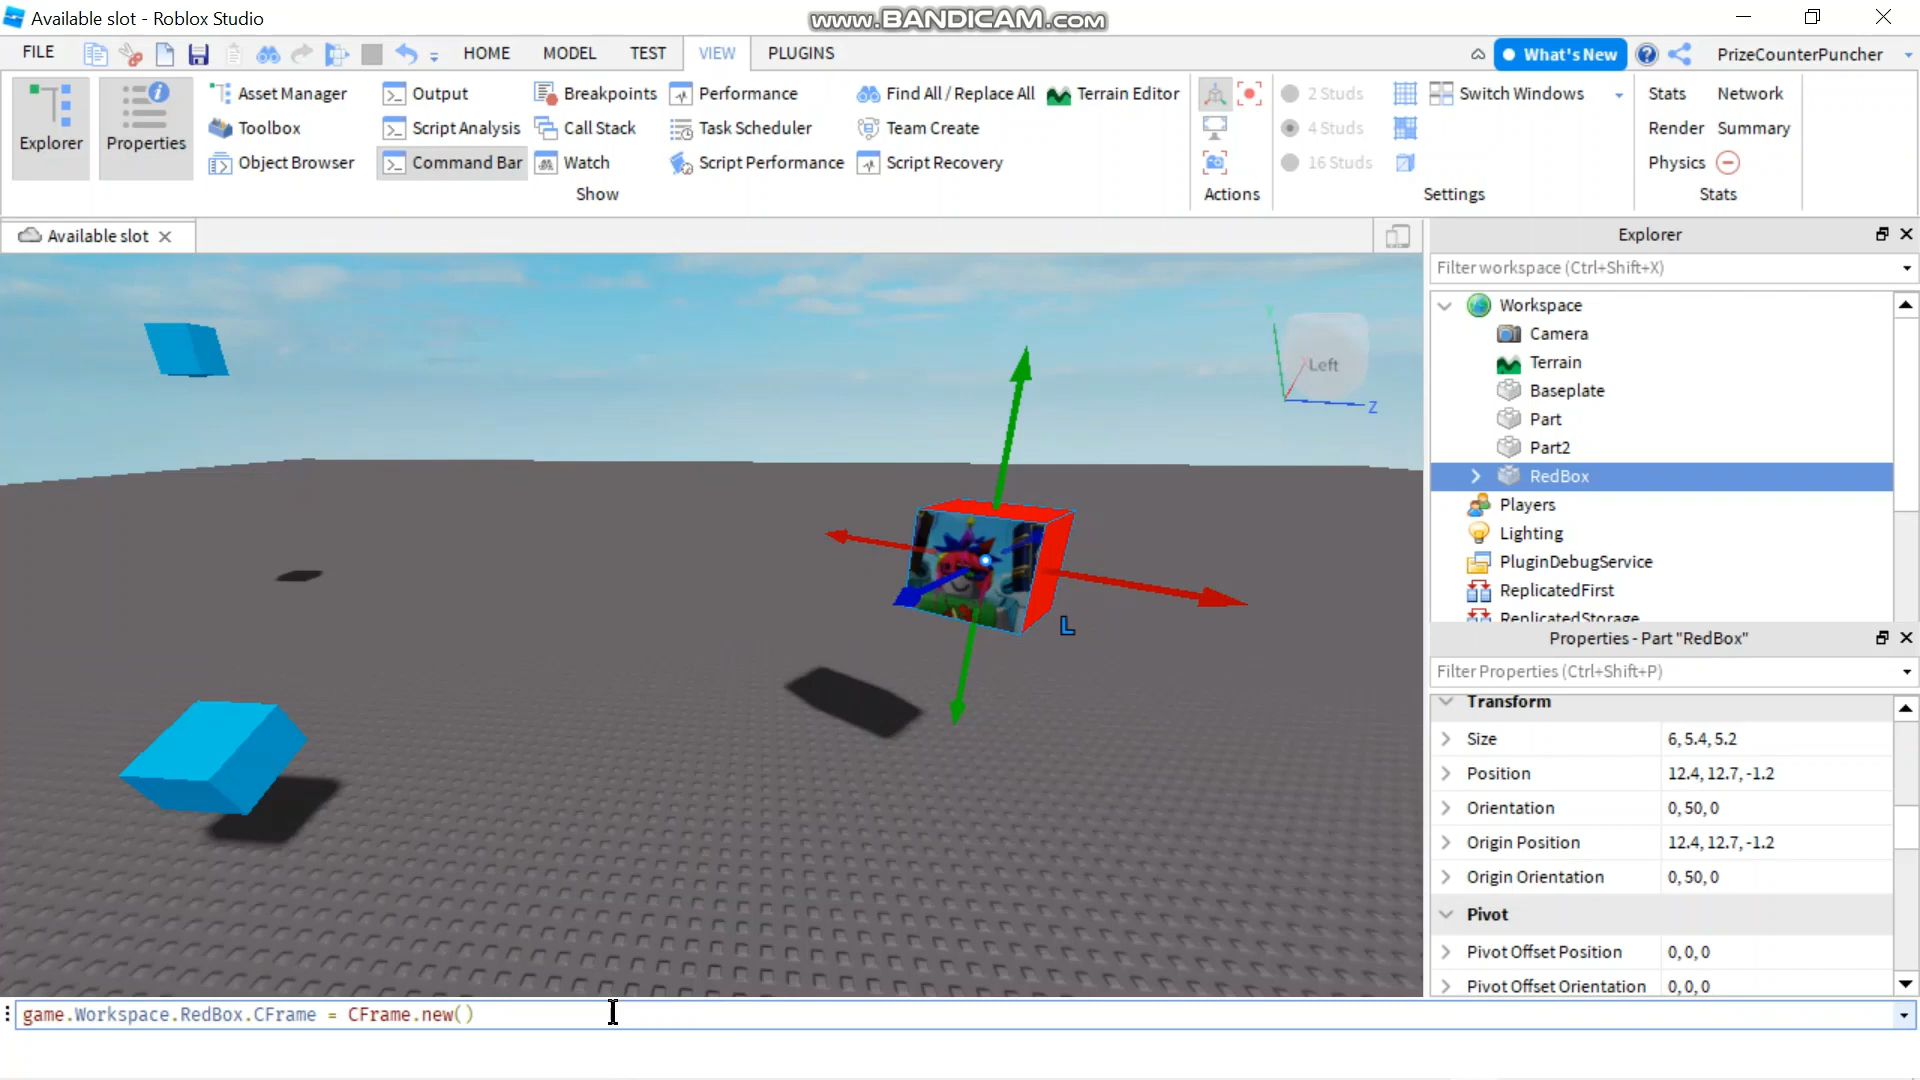 Available slot - Roblox Studio
www.BANDICAM.com
FILE
HOME
MODEL
TEST
VIEW
PLUGINS
What's New
PrizeCounterPuncher
Explorer
Properties
Asset Manager
Toolbox
Object Browser
Output
Script Analysis
Command Bar
Breakpoints
Call Stack
Watch
Performance
Task Scheduler
Script Performance
Find All / Replace All
Team Create
Script Recovery
Terrain Editor
Show
Actions
2 Studs
4 Studs
16 Studs
Switch Windows
Settings
Stats
Network
Render
Summary
Physics
Stats
Available slot
Explorer
Filter workspace (Ctrl+Shift+X)
Workspace
Camera
Terrain
Baseplate
Part
Part2
RedBox
Players
Lighting
PluginDebugService
ReplicatedFirst
ReplicatedStorage
Y
Left
Z
L
Properties - Part "RedBox"
Filter Properties (Ctrl+Shift+P)
Transform
Size 6, 5.4, 5.2
Position 12.4, 12.7, -1.2
Orientation 0, 50, 0
Origin Position 12.4, 12.7, -1.2
Origin Orientation 0, 50, 0
Pivot
Pivot Offset Position 0, 0, 0
Pivot Offset Orientation 0, 0, 0
game.Workspace.RedBox.CFrame = CFrame.new()